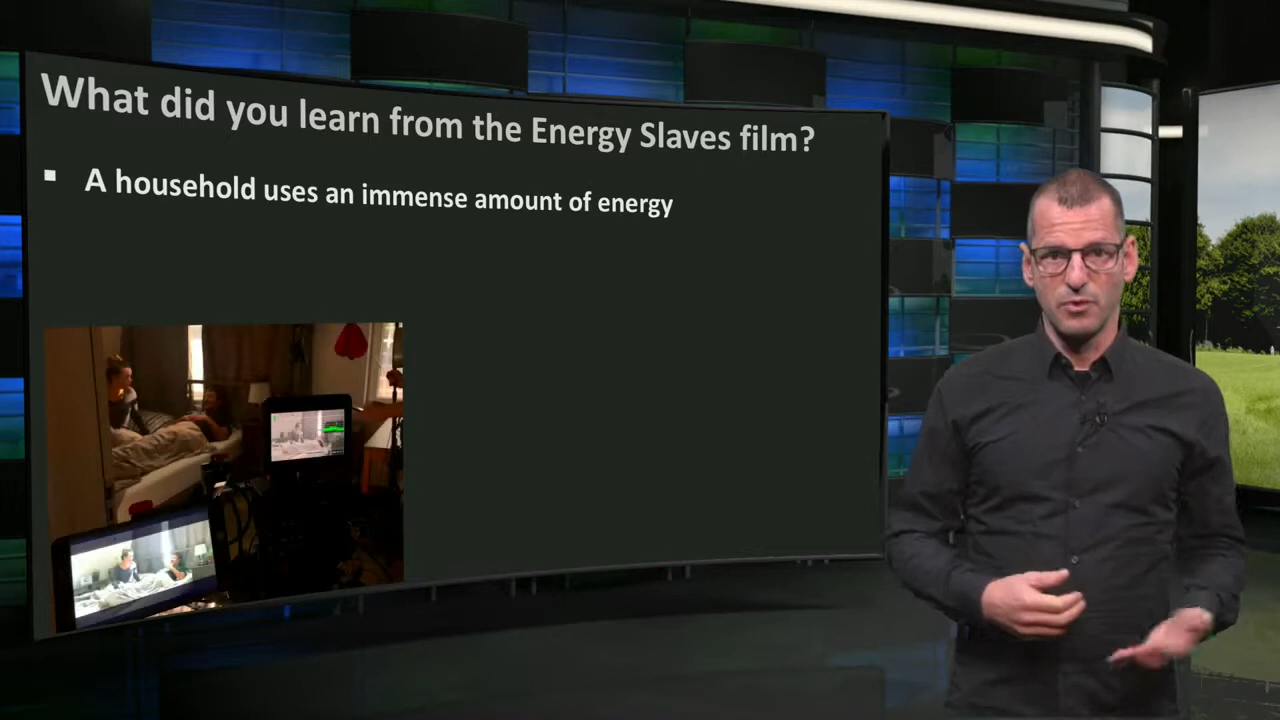 What did you learn from the Energy Slaves film?
▪ A household uses an immense amount of energy